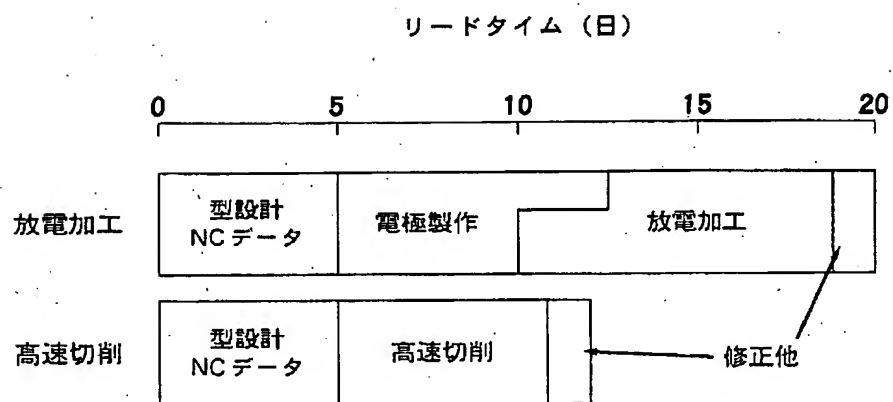 リードタイム（日）
0 5 10 15 20
放電加工
型設計
NCデータ
電極製作
放電加工
高速切削
型設計
NCデータ
高速切削
修正他